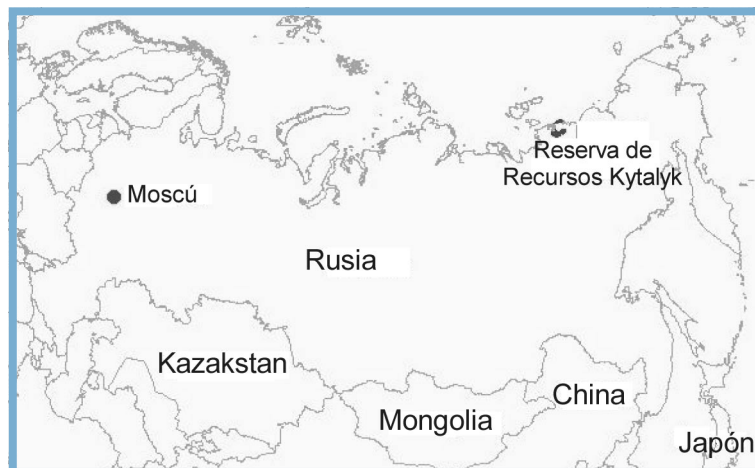 Reserva de
Recursos Kytalyk
Moscú
Rusia
Kazakstan
China
Mongolia
Japón